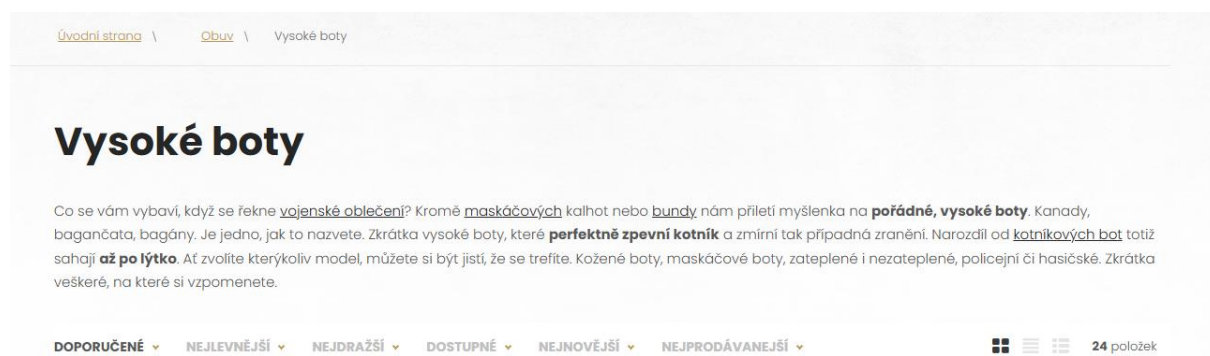 Úvodní strana \ Obuv \ Vysoké boty
Vysoké boty
Co se vám vybaví, když se řekne vojenské oblečení? Kromě maskáčových kalhot nebo bundy nám přiletí myšlenka na pořádné, vysoké boty. Kanady,
bagančata, bagány. Je jedno, jak to nazvete. Zkrátka vysoké boty, které perfektně zpevní kotník a zmírní tak případná zranění. Narozdíl od kotníkových bot totiž
sahají až po lýtko. Ať zvolíte kterýkoliv model, můžete si být jistí, že se trefíte. Kožené boty, maskáčové boty, zateplené i nezateplené, policejní či hasičské. Zkrátka
veškeré, na které si vzpomenete.
DOPORUČENÉ NEJLEVNĚJŠÍ NEJDRAŽŠÍ DOSTUPNÉ NEJNOVĚJŠÍ NEJPRODÁVANEJŠÍ 24 položek